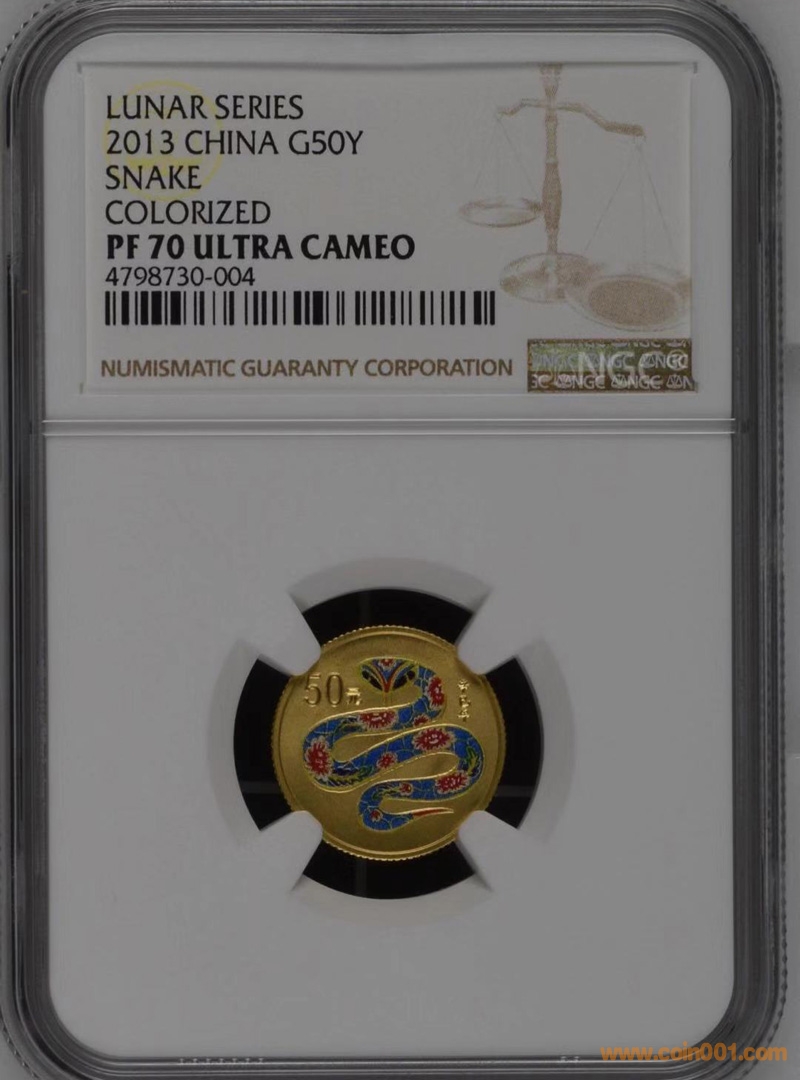 LUNAR SERIES
2013 CHINA G50Y
SNAKE
COLORIZED
PF 70 ULTRA CAMEO
4798730-004
NUMISMATIC GUARANTY CORPORATION
NGC
50元
www.coin001.com